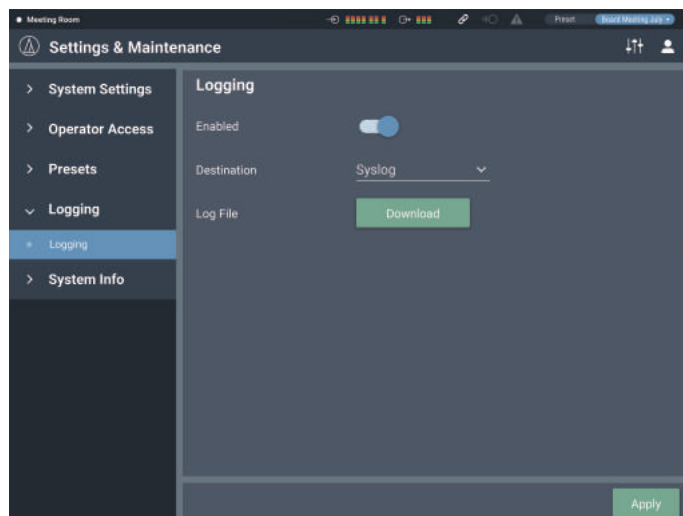 Meeting Room
Preset
Board Meeting July
Settings & Maintenance
System Settings
Operator Access
Presets
Logging
Logging
System Info
Logging
Enabled
Destination
Syslog
Log File
Download
Apply